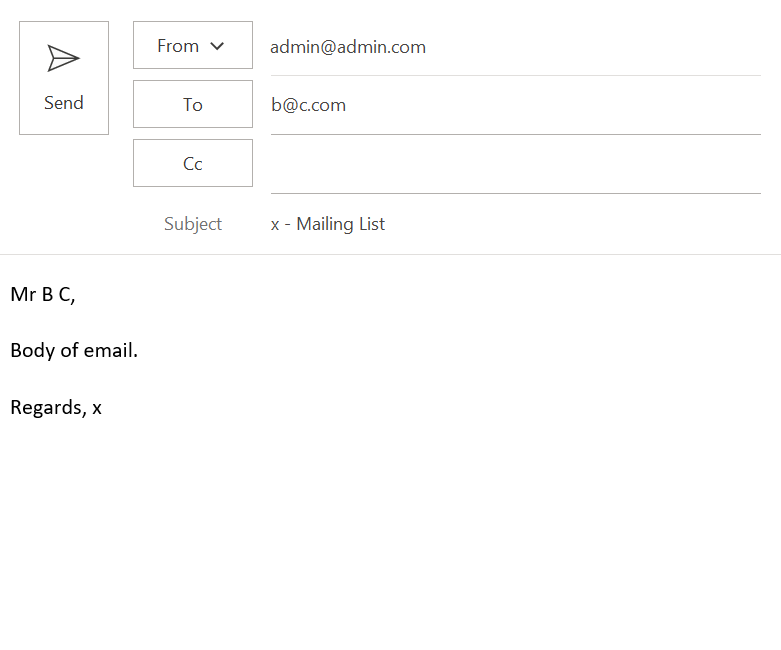 From admin@admin.com
Send
To b@c.com
Cc
Subject x - Mailing List
Mr B C,
Body of email.
Regards, x